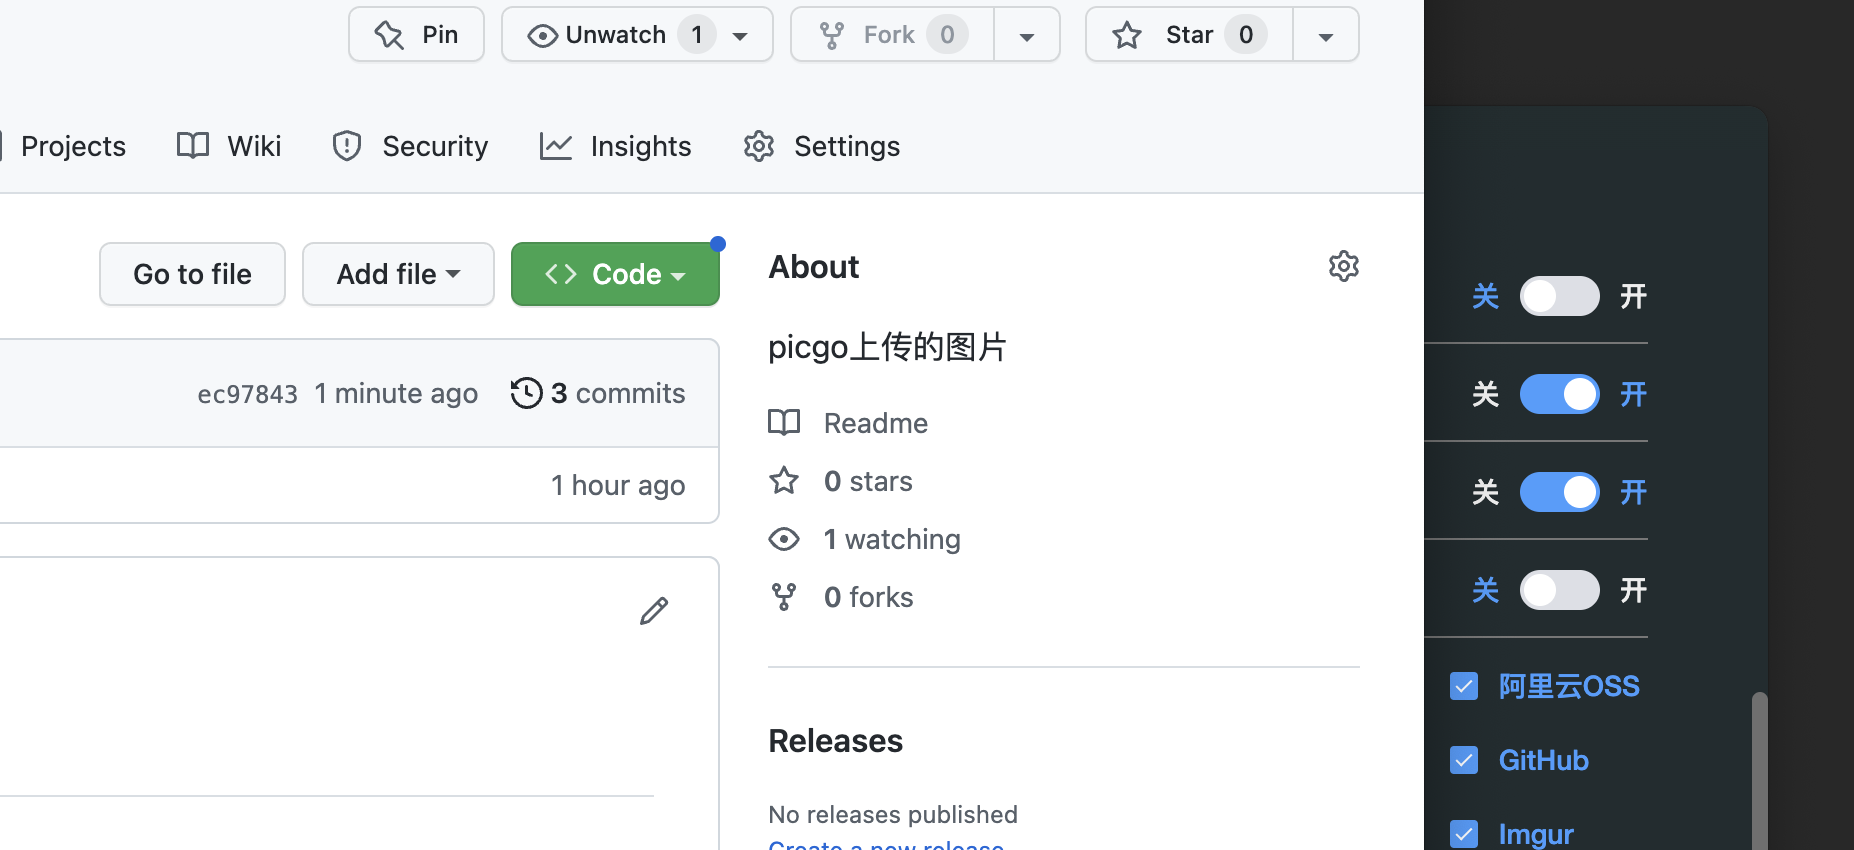 Pin
Unwatch 1
Fork 0
Star 0
Projects
Wiki
Security
Insights
Settings
Go to file
Add file
Code
ec97843 1 minute ago 3 commits
1 hour ago
About
picgo上传的图片
Readme
0 stars
1 watching
0 forks
Releases
No releases published
Create a new release
关 开
关 开
关 开
关 开
阿里云OSS
GitHub
Imgur